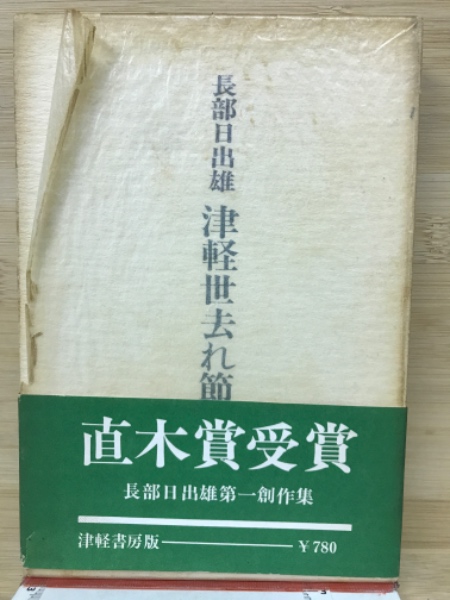 長部日出雄
津軽世去れ節
直木賞受賞
長部日出雄第一創作集
津軽書房版 ¥780